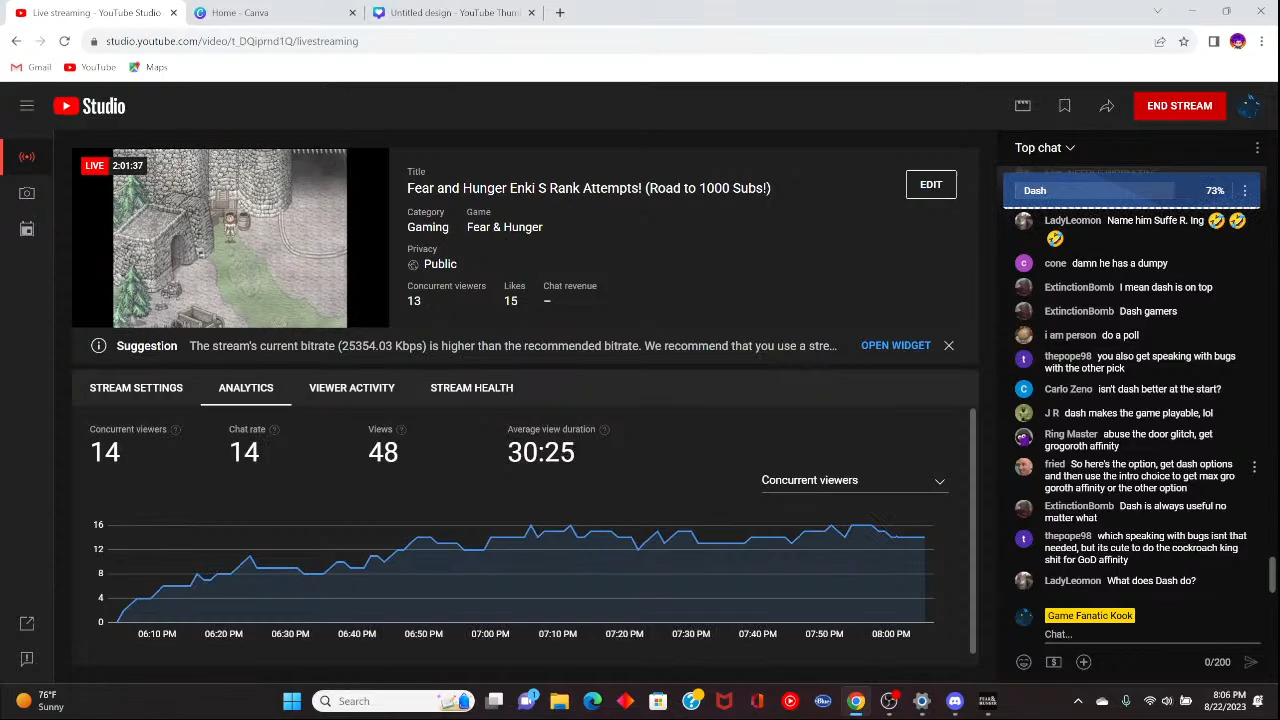 Live streaming - YouTube Studio
Home - Canva
Untitled design - YouTube Thumb
studio.youtube.com/video/t_DQiprnd1Q/livestreaming
Gmail
YouTube
Maps
Studio
END STREAM
LIVE 2:01:37
Title
Fear and Hunger Enki S Rank Attempts! (Road to 1000 Subs!)
EDIT
Category
Game
Gaming
Fear & Hunger
Privacy
Public
Concurrent viewers
Likes
Chat revenue
13
15
–
Suggestion
The stream's current bitrate (25354.03 Kbps) is higher than the recommended bitrate. We recommend that you use a stre...
OPEN WIDGET
STREAM SETTINGS
ANALYTICS
VIEWER ACTIVITY
STREAM HEALTH
Concurrent viewers
Chat rate
Views
Average view duration
14
14
48
30:25
Concurrent viewers
16
12
8
4
0
06:10 PM
06:20 PM
06:30 PM
06:40 PM
06:50 PM
07:00 PM
07:10 PM
07:20 PM
07:30 PM
07:40 PM
07:50 PM
08:00 PM
Top chat
Dash
73%
LadyLeomon Name him Suffe R. Ing 🤣 🤣
🤣
cone damn he has a dumpy
ExtinctionBomb I mean dash is on top
ExtinctionBomb Dash gamers
i am person do a poll
thepope98 you also get speaking with bugs
with the other pick
Carlo Zeno isn't dash better at the start?
J R dash makes the game playable, lol
Ring Master abuse the door glitch, get
grogoroth affinity
fried So here's the option, get dash options
and then use the intro choice to get max gro
goroth affinity or the other option
ExtinctionBomb Dash is always useful no
matter what
thepope98 which speaking with bugs isnt that
needed, but its cute to do the cockroach king
shit for GoD affinity
LadyLeomon What does Dash do?
Game Fanatic Kook
Chat...
0/200
76°F
Sunny
Search
1
8:06 PM
8/22/2023